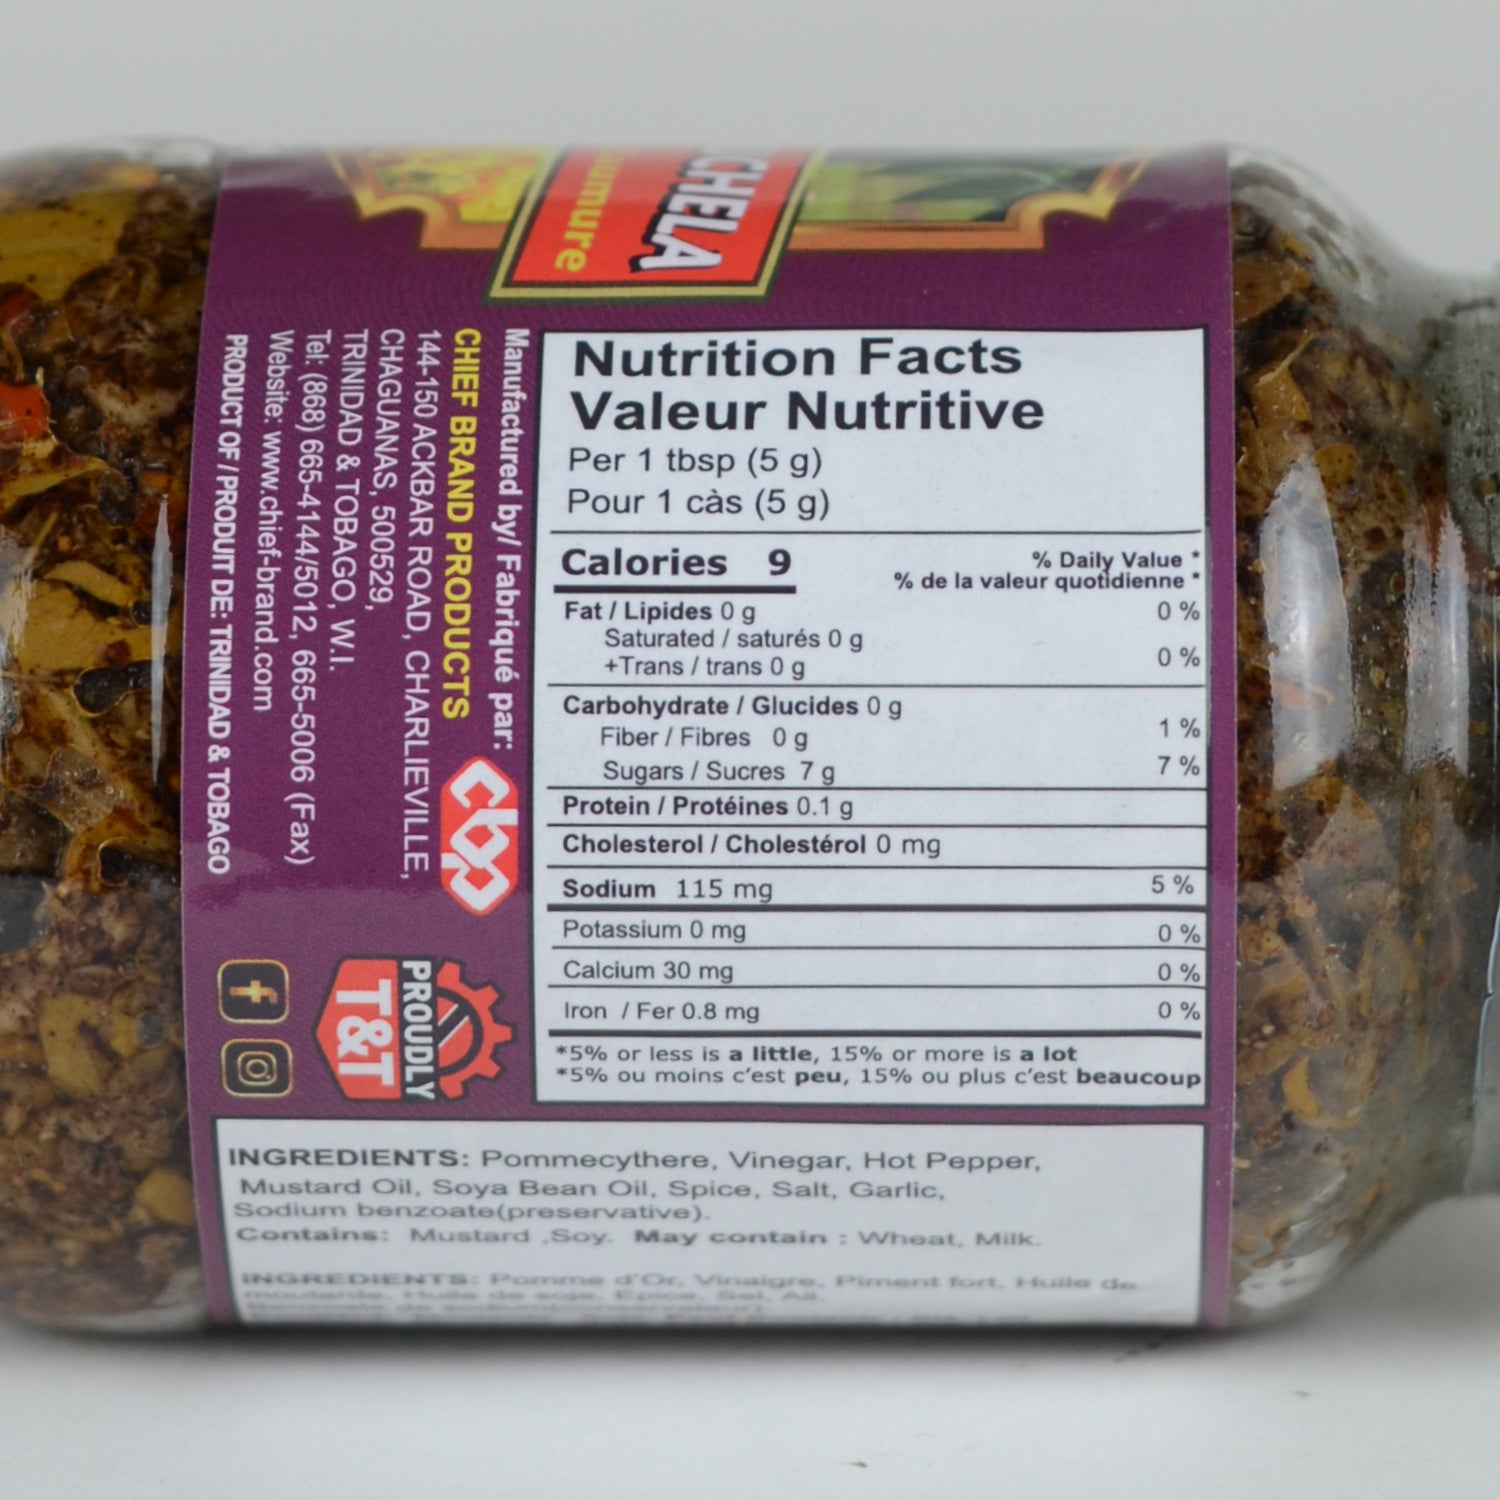 CHELA
umure
Manufactured by/ Fabriqué par:
CHIEF BRAND PRODUCTS
144-150 ACKBAR ROAD, CHARLIEVILLE,
CHAGUANAS, 500529,
TRINIDAD & TOBAGO, W.I.
Tel: (868) 665-4144/5012, 665-5006 (Fax)
Website: www.chief-brand.com
PRODUCT OF / PRODUIT DE: TRINIDAD & TOBAGO
cbp
PROUDLY
T&T
Nutrition Facts
Valeur Nutritive
Per 1 tbsp (5 g)
Pour 1 càs (5 g)
Calories 9
% Daily Value *
% de la valeur quotidienne *
Fat / Lipides 0 g 0 %
Saturated / saturés 0 g
+Trans / trans 0 g 0 %
Carbohydrate / Glucides 0 g
Fiber / Fibres 0 g 1 %
Sugars / Sucres 7 g 7 %
Protein / Protéines 0.1 g
Cholesterol / Cholestérol 0 mg
Sodium 115 mg 5 %
Potassium 0 mg 0 %
Calcium 30 mg 0 %
Iron / Fer 0.8 mg 0 %
*5% or less is a little, 15% or more is a lot
*5% ou moins c'est peu, 15% ou plus c'est beaucoup
INGREDIENTS: Pommecythere, Vinegar, Hot Pepper,
Mustard Oil, Soya Bean Oil, Spice, Salt, Garlic,
Sodium benzoate(preservative).
Contains: Mustard ,Soy. May contain : Wheat, Milk.
INGREDIENTS: Pomme d'Or, Vinaigre, Piment fort, Huile de
moutarde, Huile de soja, Epice, Sel, Ail.